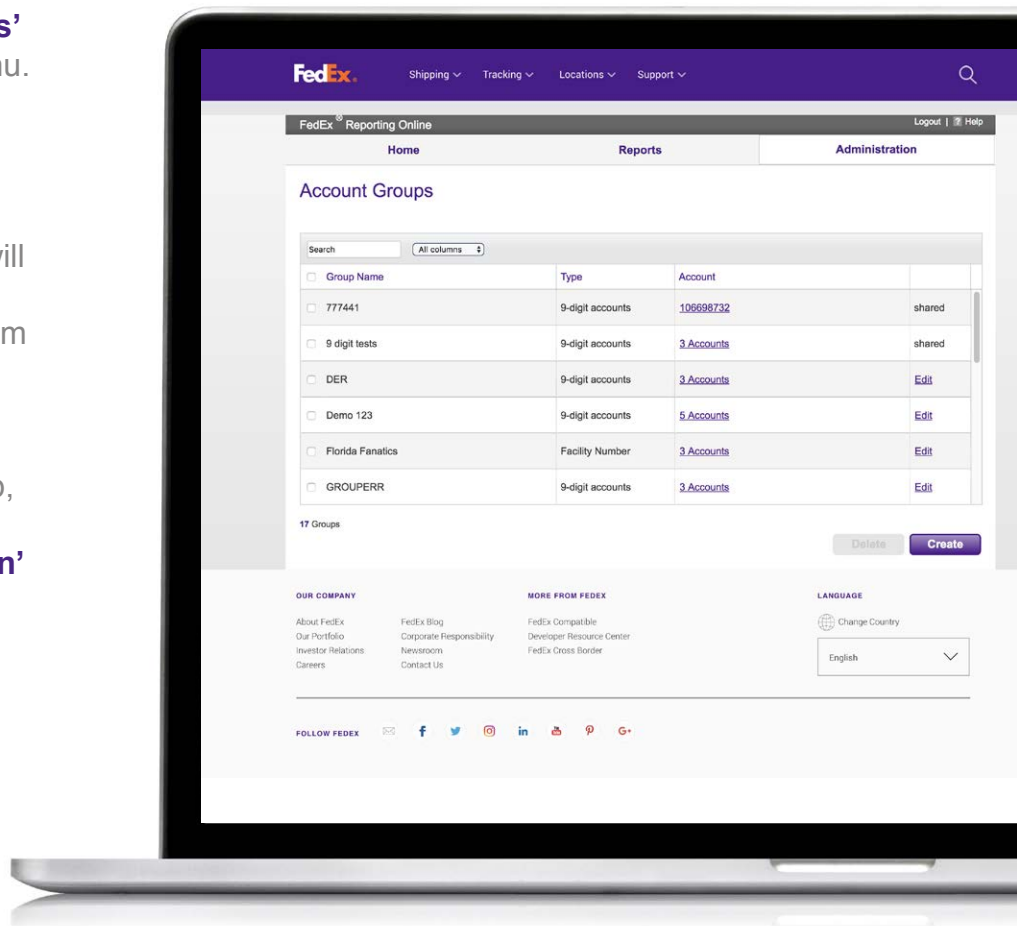 s’
u.
ill
m
,
n’
FedEx.
Shipping Tracking Locations Support
FedEx® Reporting Online
Logout | ? Help
Home Reports Administration
Account Groups
Search All columns
Group Name Type Account
777441 9-digit accounts 106698732 shared
9 digit tests 9-digit accounts 3 Accounts shared
DER 9-digit accounts 3 Accounts Edit
Demo 123 9-digit accounts 5 Accounts Edit
Florida Fanatics Facility Number 3 Accounts Edit
GROUPERR 9-digit accounts 3 Accounts Edit
17 Groups
Delete Create
OUR COMPANY MORE FROM FEDEX LANGUAGE
About FedEx FedEx Blog FedEx Compatible Change Country
Our Portfolio Corporate Responsibility Developer Resource Center
Investor Relations Newsroom FedEx Cross Border English
Careers Contact Us
FOLLOW FEDEX